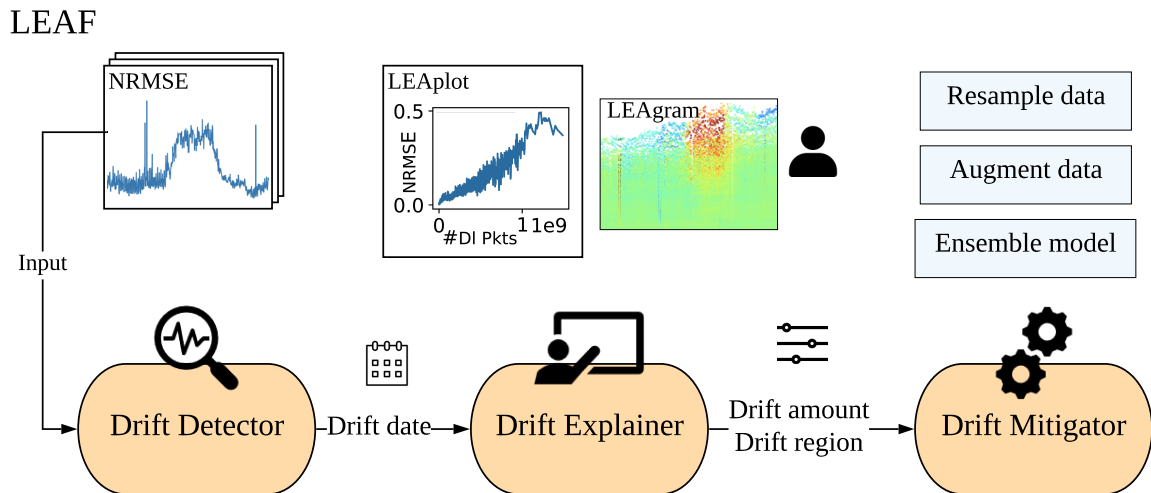 LEAF
NRMSE
LEAplot
0.5
NRMSE
0.0
0
11e9
#Dl Pkts
LEAgram
Resample data
Augment data
Ensemble model
Input
Drift Detector
Drift date
Drift Explainer
Drift amount
Drift region
Drift Mitigator